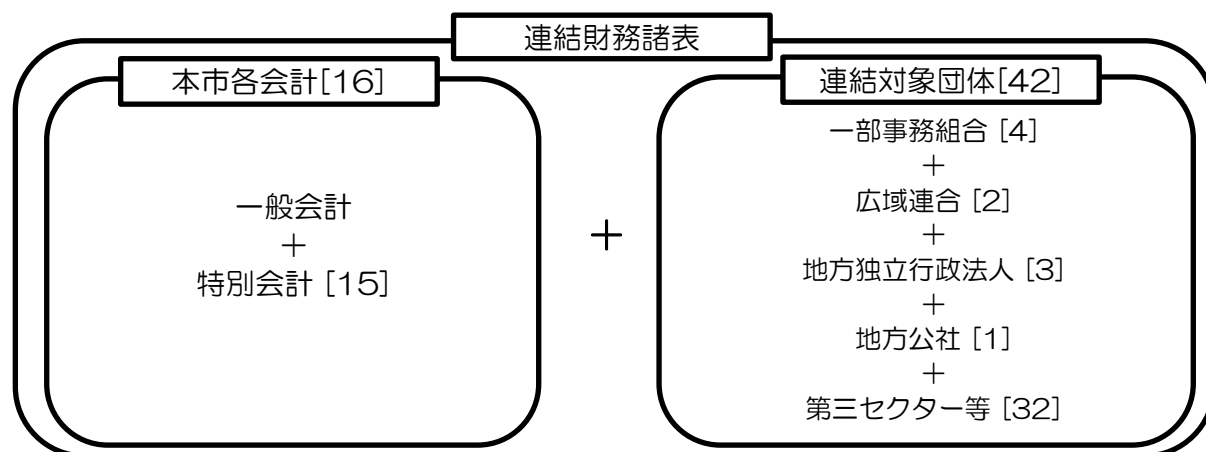 連結財務諸表
本市各会計[16]
一般会計
+
特別会計 [15]
+
連結対象団体[42]
一部事務組合 [4]
+
広域連合 [2]
+
地方独立行政法人 [3]
+
地方公社 [1]
+
第三セクター等 [32]